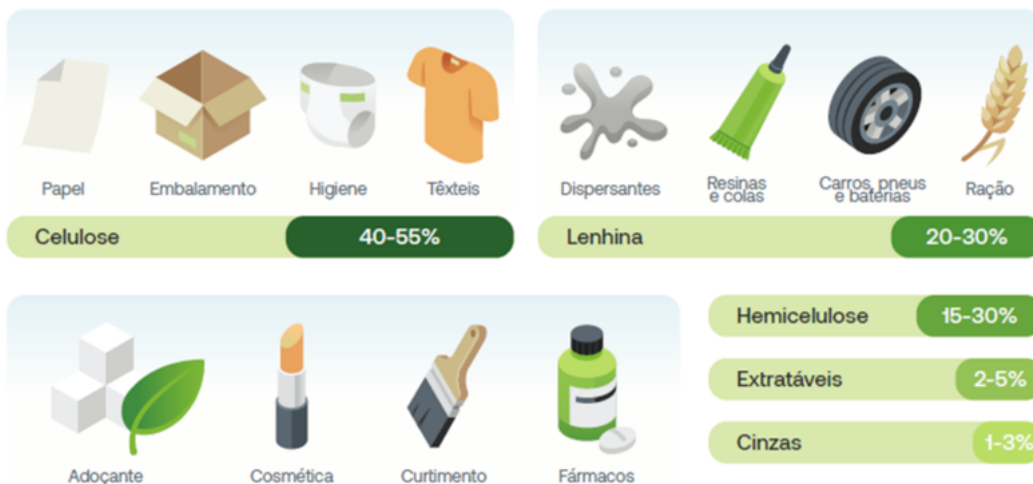 Papel
Embalamento
Higiene
Têxteis
Dispersantes
Resinas
e colas
Carros, pneus
e baterias
Ração
Celulose
40-55%
Lenhina
20-30%
Hemicelulose
15-30%
Extratáveis
2-5%
Cinzas
1-3%
Adoçante
Cosmética
Curtimento
Fármacos